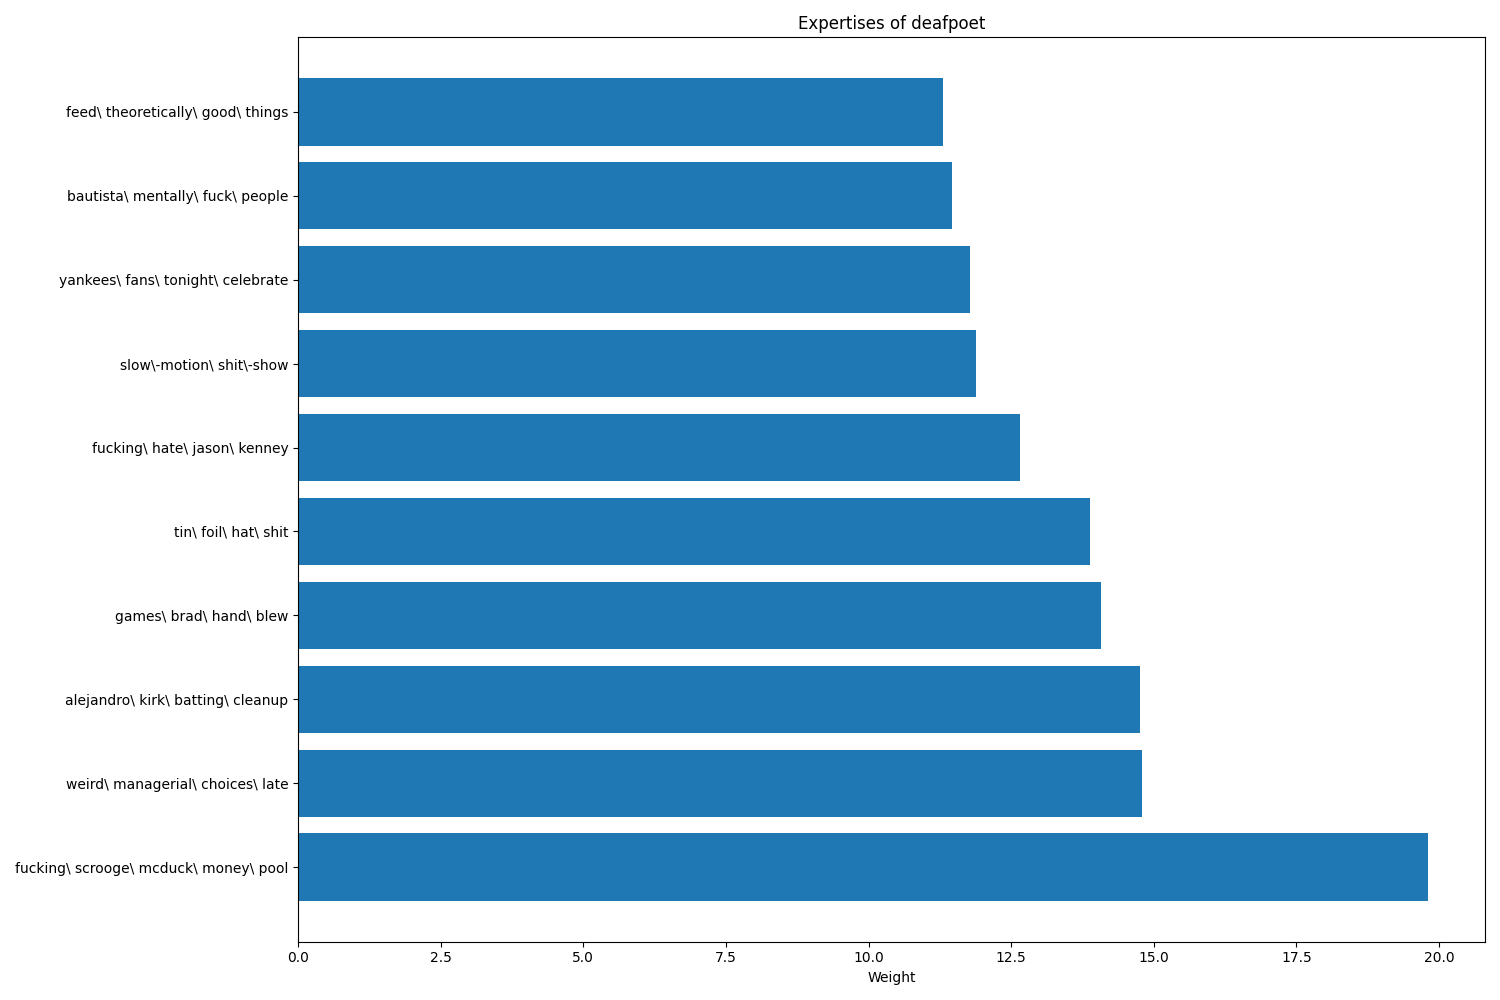 Expertises of deafpoet
feed\ theoretically\ good\ things
bautista\ mentally\ fuck\ people
yankees\ fans\ tonight\ celebrate
slow\-motion\ shit\-show
fucking\ hate\ jason\ kenney
tin\ foil\ hat\ shit
games\ brad\ hand\ blew
alejandro\ kirk\ batting\ cleanup
weird\ managerial\ choices\ late
fucking\ scrooge\ mcduck\ money\ pool
0.0 2.5 5.0 7.5 10.0 12.5 15.0 17.5 20.0
Weight